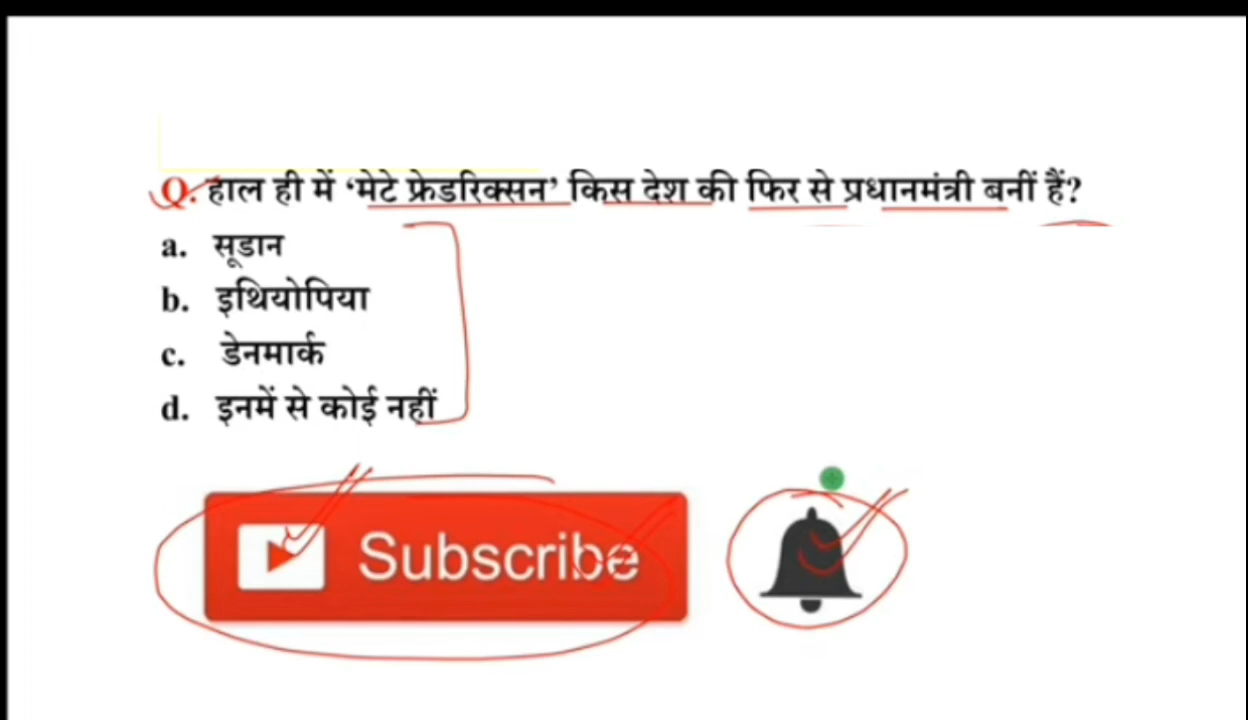 Q. हाल ही में ‘मेटे फ्रेडरिक्सन’ किस देश की फिर से प्रधानमंत्री बनीं हैं?
a. सूडान
b. इथियोपिया
c. डेनमार्क
d. इनमें से कोई नहीं
Subscribe